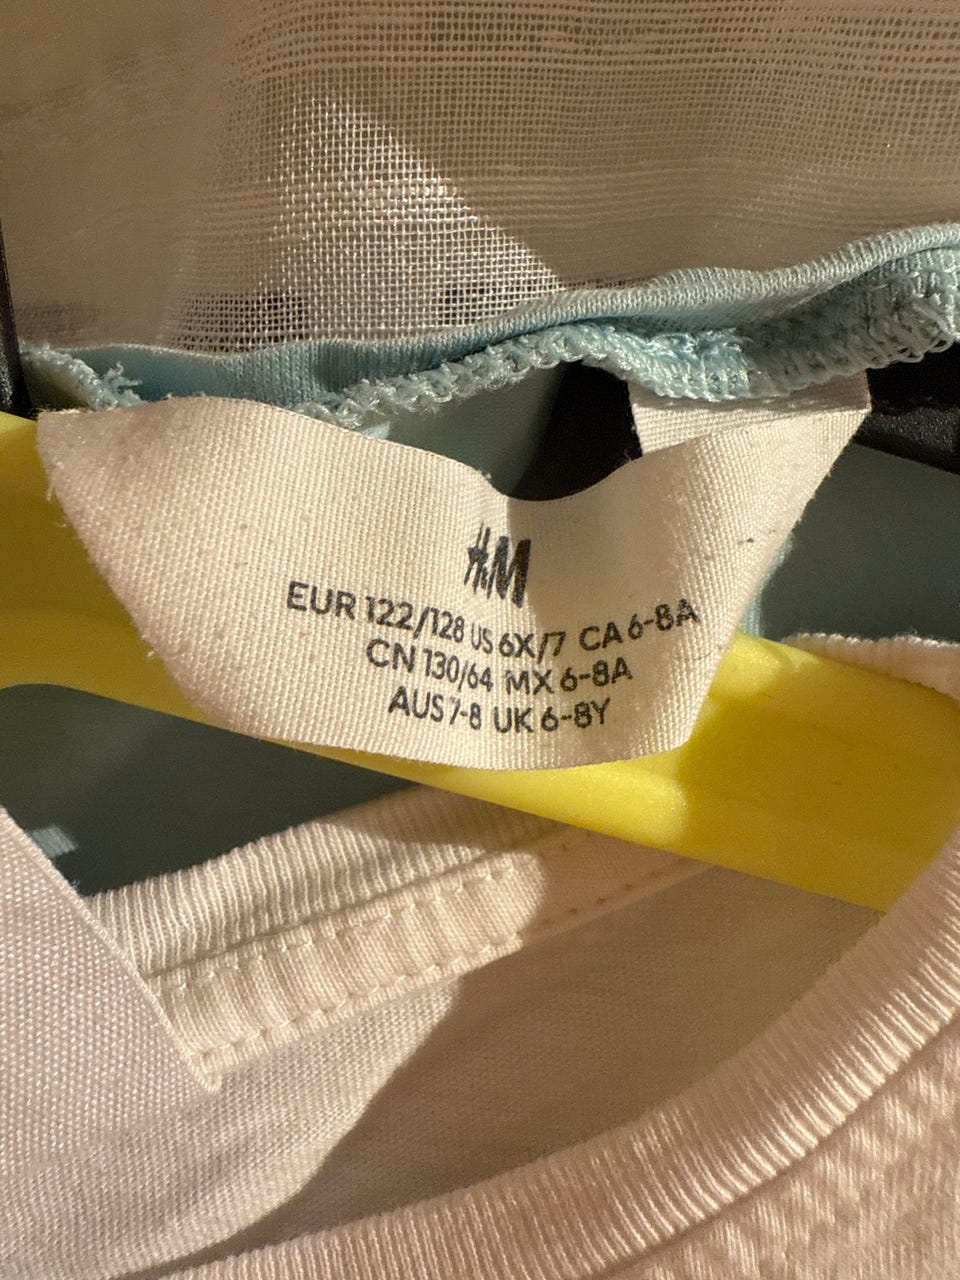 H&M
EUR 122/128 US 6X/7 CA 6-8A
CN 130/64 MX 6-8A
AUS 7-8 UK 6-8Y